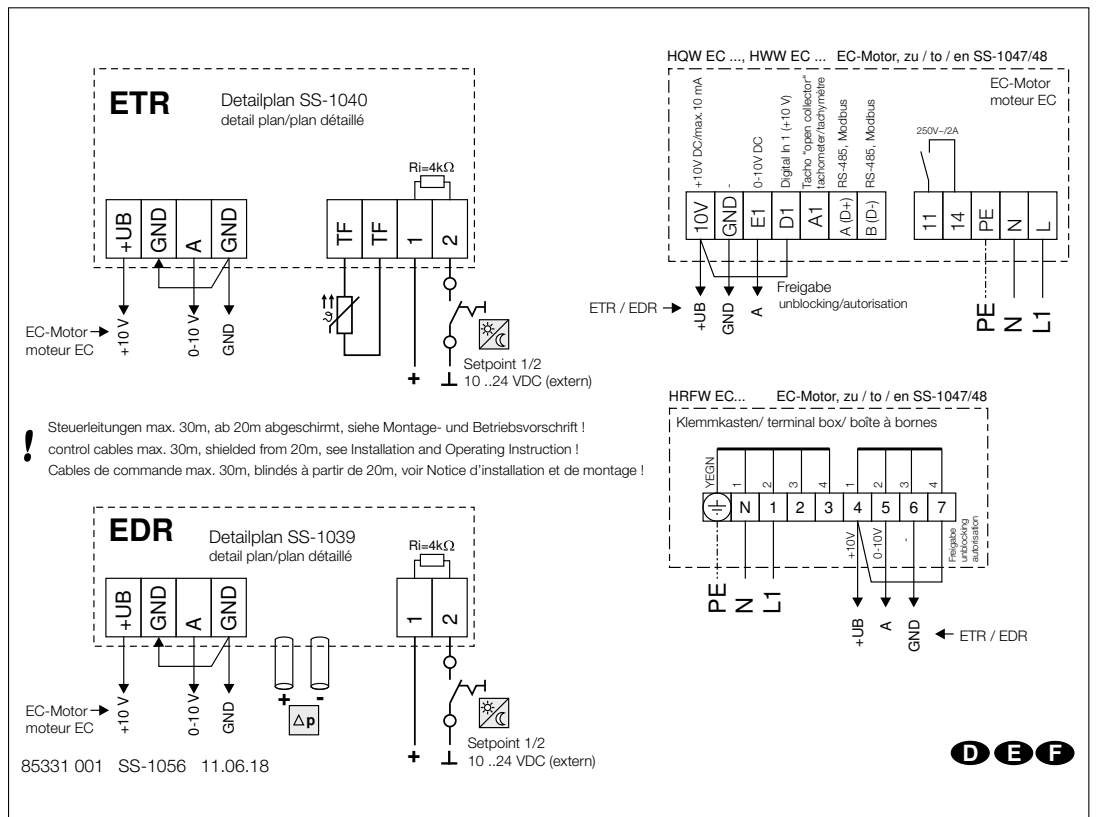 ETR
Detailplan SS-1040
detail plan/plan détaillé
Ri=4kΩ
+UB
GND
A
GND
TF
TF
1
2
EC-Motor
moteur EC
+10 V
0-10 V
GND
ϑ
+
Setpoint 1/2
10 ..24 VDC (extern)
! Steuerleitungen max. 30m, ab 20m abgeschirmt, siehe Montage- und Betriebsvorschrift !
control cables max. 30m, shielded from 20m, see Installation and Operating Instruction !
Cables de commande max. 30m, blindés à partir de 20m, voir Notice d'installation et de montage !
EDR
Detailplan SS-1039
detail plan/plan détaillé
Ri=4kΩ
+UB
GND
A
GND
1
2
EC-Motor
moteur EC
+10 V
0-10 V
GND
+ -
△p
+
Setpoint 1/2
10 ..24 VDC (extern)
85331 001 SS-1056 11.06.18
HQW EC ..., HWW EC ... EC-Motor, zu / to / en SS-1047/48
EC-Motor
moteur EC
+10V DC/max.10 mA
-
0-10V DC
Digital In 1 (+10 V)
Tacho "open collector"
tachometer/tachymètre
RS-485, Modbus
RS-485, Modbus
250V~/2A
10V
GND
E1
D1
A1
A (D+)
B (D-)
11
14
PE
N
L
Freigabe
unblocking/autorisation
ETR / EDR
+UB
GND
A
PE
N
L1
HRFW EC... EC-Motor, zu / to / en SS-1047/48
Klemmkasten/ terminal box/ boîte à bornes
YEGN
1
2
3
4
1
2
3
4
N
1
2
3
4
5
6
7
+10V
0-10V
-
Freigabe
unblocking
autorisation
PE
N
L1
+UB
A
GND
ETR / EDR
D E F